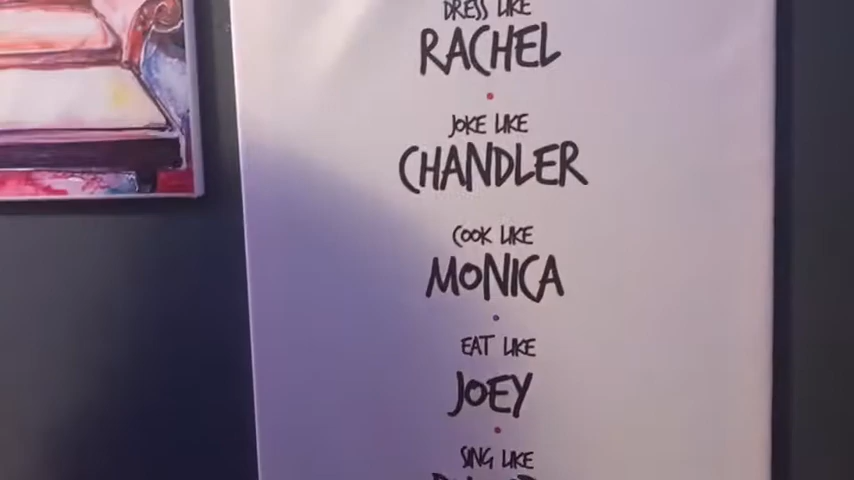 DRESS LIKE
RACHEL
JOKE LIKE
CHANDLER
COOK LIKE
MONICA
EAT LIKE
JOEY
SING LIKE